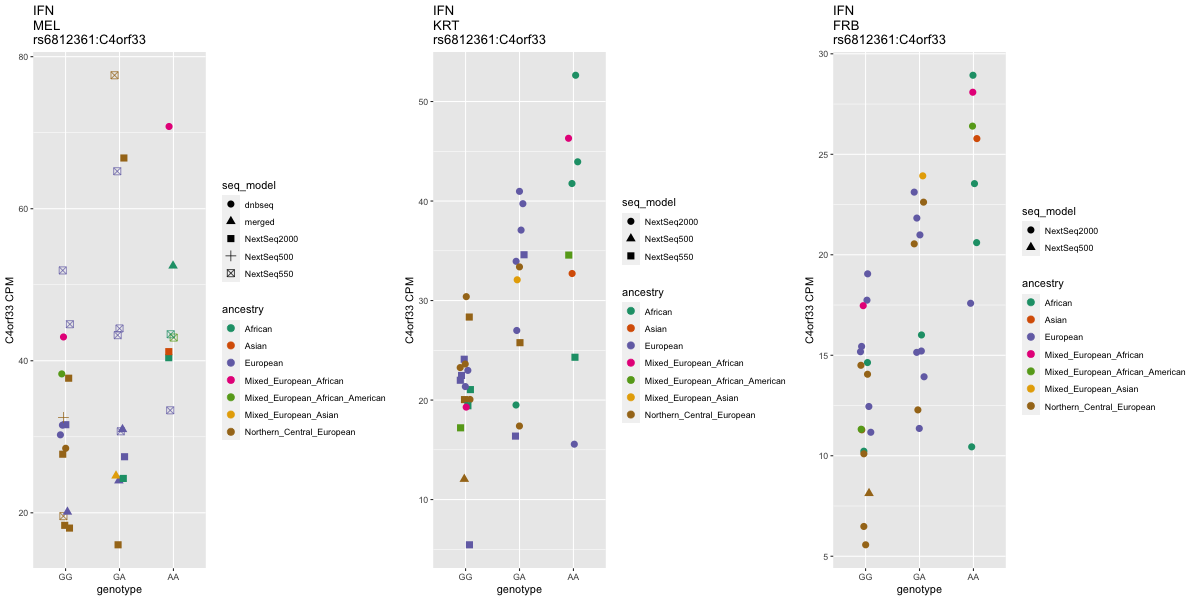 IFN
MEL
rs6812361:C4orf33
80
60
40
20
C4orf33 CPM
GG
GA
AA
genotype
seq_model
dnbseq
merged
NextSeq2000
NextSeq500
NextSeq550
ancestry
African
Asian
European
Mixed_European_African
Mixed_European_African_American
Mixed_European_Asian
Northern_Central_European
IFN
KRT
rs6812361:C4orf33
50
40
30
20
10
C4orf33 CPM
GG
GA
AA
genotype
seq_model
NextSeq2000
NextSeq500
NextSeq550
ancestry
African
Asian
European
Mixed_European_African
Mixed_European_African_American
Mixed_European_Asian
Northern_Central_European
IFN
FRB
rs6812361:C4orf33
30
25
20
15
10
5
C4orf33 CPM
GG
GA
AA
genotype
seq_model
NextSeq2000
NextSeq500
ancestry
African
Asian
European
Mixed_European_African
Mixed_European_African_American
Mixed_European_Asian
Northern_Central_European